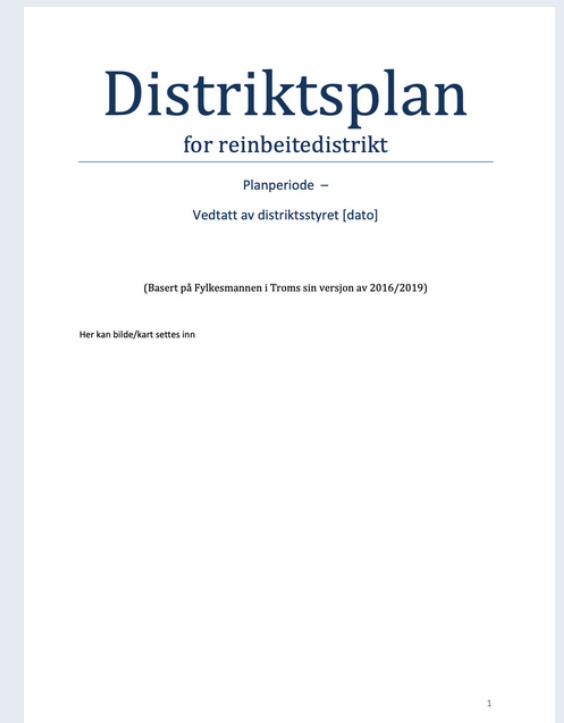 Distriktsplan
for reinbeitedistrikt
Planperiode –
Vedtatt av distriktsstyret [dato]
(Basert på Fylkesmannen i Troms sin versjon av 2016/2019)
Her kan bilde/kart settes inn
1